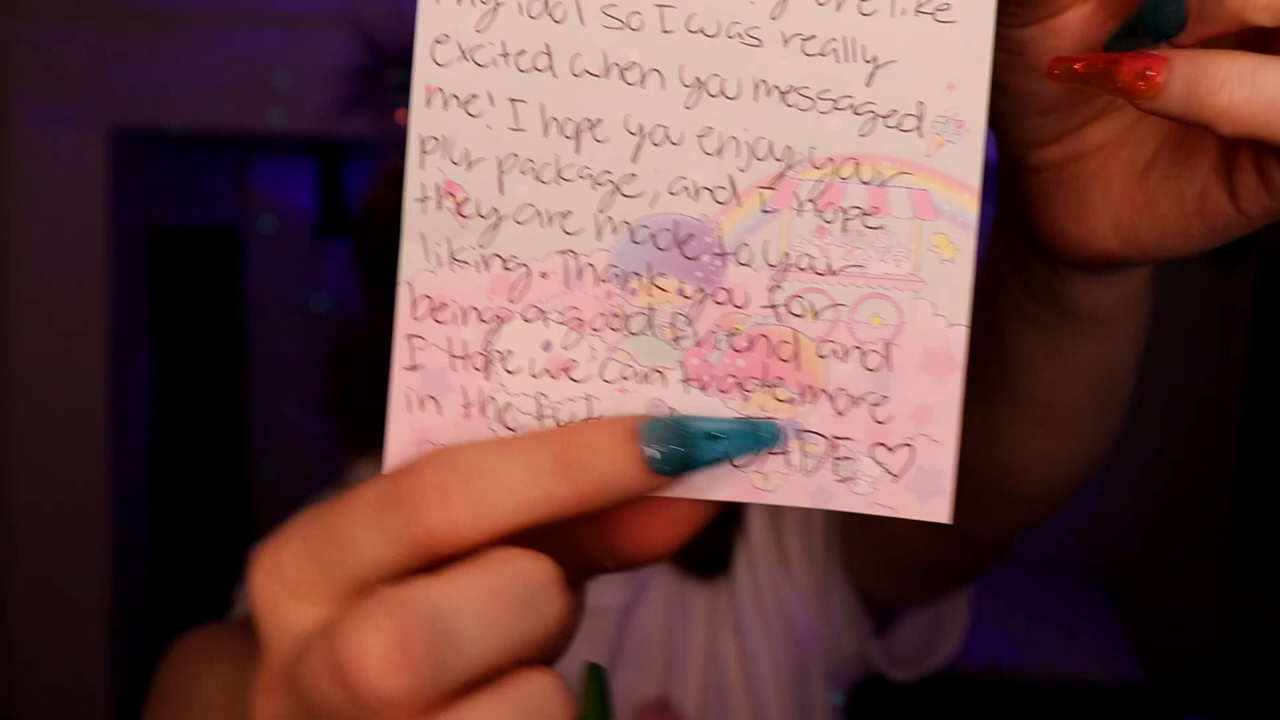 my idol so I was really
excited when you messaged
me! I hope you enjoy your
plur package, and I hope
they are made to your
liking. Thank you for
being a good friend and
I Hope we can trade more
in the
JADE ♡